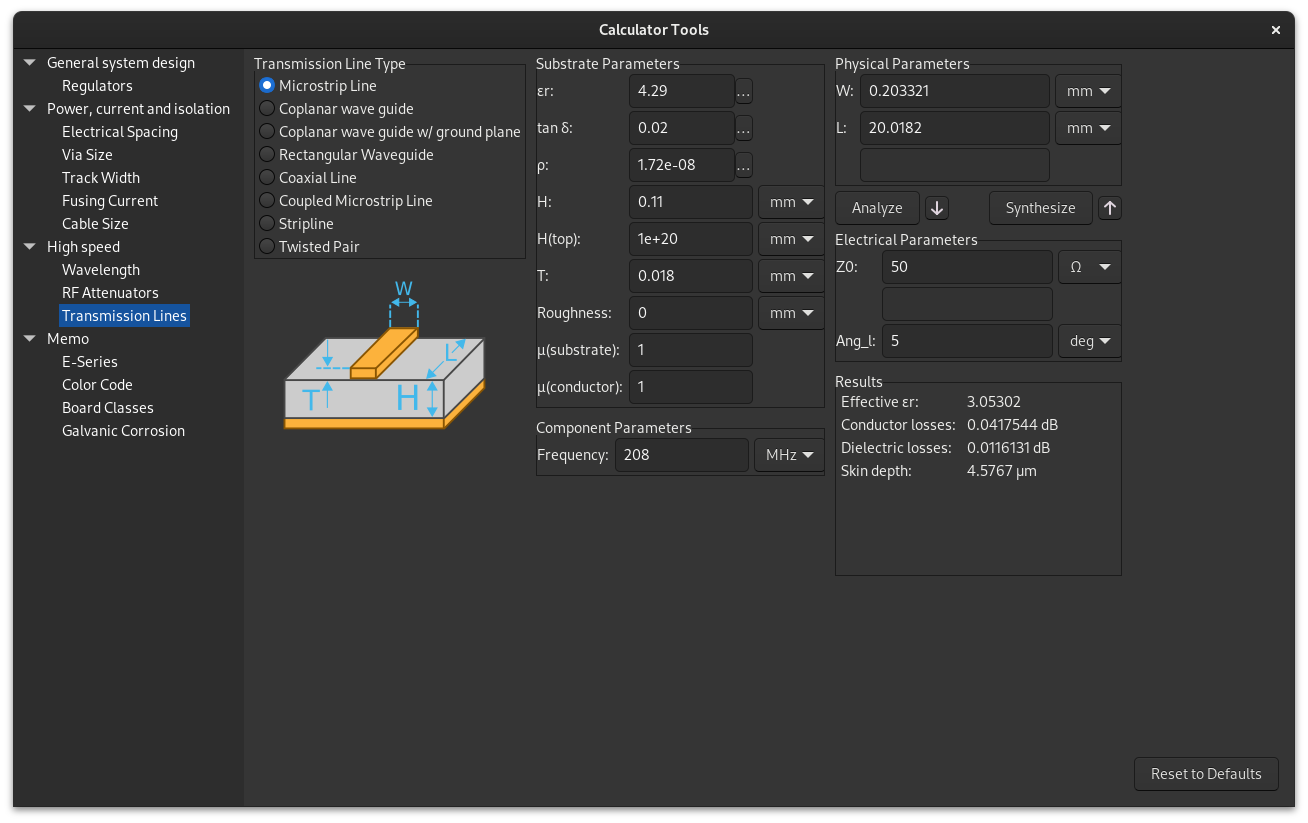 Calculator Tools
×
General system design
Regulators
Power, current and isolation
Electrical Spacing
Via Size
Track Width
Fusing Current
Cable Size
High speed
Wavelength
RF Attenuators
Transmission Lines
Memo
E-Series
Color Code
Board Classes
Galvanic Corrosion
Transmission Line Type
Microstrip Line
Coplanar wave guide
Coplanar wave guide w/ ground plane
Rectangular Waveguide
Coaxial Line
Coupled Microstrip Line
Stripline
Twisted Pair
W
L
T
H
Substrate Parameters
εr: 4.29 ...
tan δ: 0.02 ...
ρ: 1.72e-08 ...
H: 0.11 mm
H(top): 1e+20 mm
T: 0.018 mm
Roughness: 0 mm
μ(substrate): 1
μ(conductor): 1
Component Parameters
Frequency: 208 MHz
Physical Parameters
W: 0.203321 mm
L: 20.0182 mm
Analyze ↓ Synthesize ↑
Electrical Parameters
Z0: 50 Ω
Ang_l: 5 deg
Results
Effective εr: 3.05302
Conductor losses: 0.0417544 dB
Dielectric losses: 0.0116131 dB
Skin depth: 4.5767 µm
Reset to Defaults